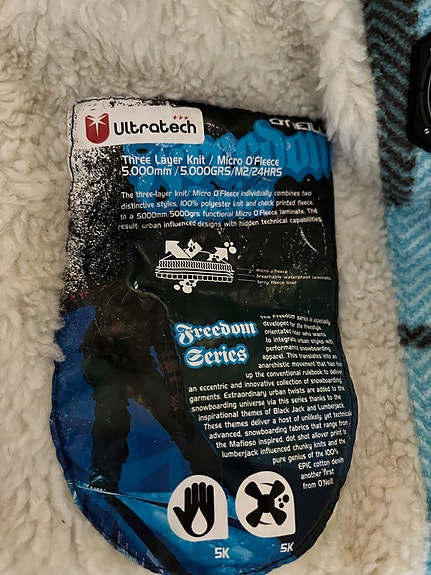 Ultratech
O'NEILL
Freedom
Three Layer Knit / Micro O'Fleece
5.000mm / 5.000GRS/M2/24HRS
The three-layer knit/ Micro O'Fleece individually combines two
distinctive styles, 100% polyester knit and check printed fleece,
to a 5000mm 5000grs functional Micro O'Fleece laminate. The
result: urban influenced designs with hidden technical capabilities.
micro o'fleece
breathable waterproof laminate
terry fleece liner
Freedom
Series
The Freedom series is especially
developed for the freestyle
orientated rider who wants
to integrate urban styles with
performance snowboarding
apparel. This translates into an
anarchistic movement that has torn
up the conventional rulebook to deliver
an eccentric and innovative collection of snowboarding
garments. Extraordinary urban twists are added to the
snowboarding universe via this series thanks to the
inspirational themes of Black Jack and Lumberjack.
These themes deliver a host of unlikely yet technically
advanced, snowboarding fabrics that range from
the Mafioso inspired, dot shot allover print to
lumberjack influenced chunky knits and the
pure genius of the 100%
EPIC cotton denim
another 'first'
from O'Neill.
5K
5K